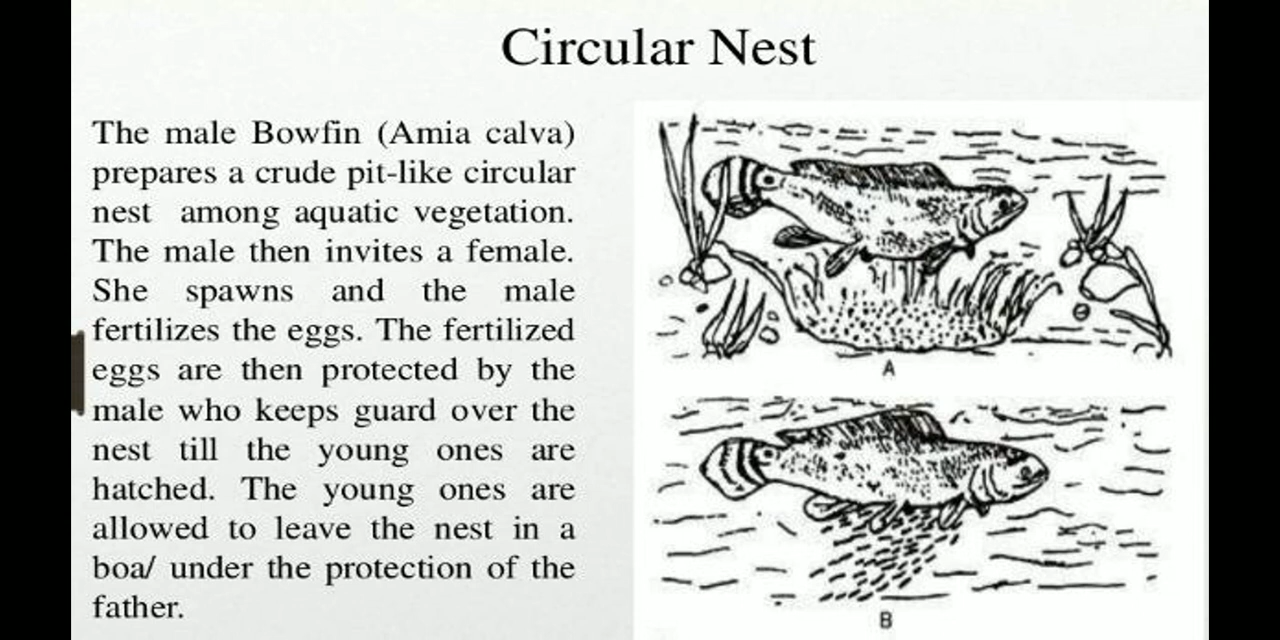 Circular Nest
The male Bowfin (Amia calva)
prepares a crude pit-like circular
nest among aquatic vegetation.
The male then invites a female.
She spawns and the male
fertilizes the eggs. The fertilized
eggs are then protected by the
male who keeps guard over the
nest till the young ones are
hatched. The young ones are
allowed to leave the nest in a
boa/ under the protection of the
father.
A
B